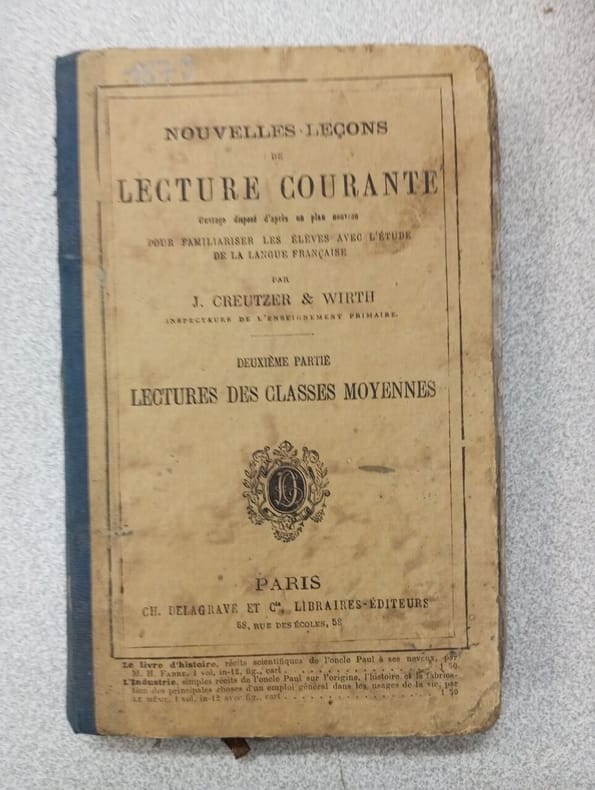 1873
NOUVELLES LEÇONS
DE
LECTURE COURANTE
Ouvrage disposé d'après un plan nouveau
POUR FAMILIARISER LES ÉLÈVES AVEC L'ÉTUDE
DE LA LANGUE FRANÇAISE
PAR
J. CREUTZER & WIRTH
INSPECTEURS DE L'ENSEIGNEMENT PRIMAIRE.
DEUXIÈME PARTIE
LECTURES DES CLASSES MOYENNES
PARIS
CH. DELAGRAVE ET Cie, LIBRAIRES-ÉDITEURS
58, RUE DES ÉCOLES, 58
Le livre d'histoire, récits scientifiques de l'oncle Paul à ses neveux, par
M. H. FABRE, 1 vol. in-12, fig., cart . . . . . . . . . . . . . . . . . 1 50
L'Industrie, simples récits de l'oncle Paul sur l'origine, l'histoire et la fabrica-
tion des principales choses d'un emploi général dans les usages de la vie, par
LE MÊME, 1 vol. in-12 avec fig., cart . . . . . . . . . . . . . . . . . 1 50